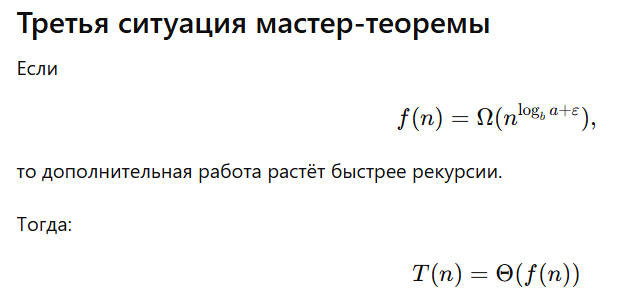 Третья ситуация мастер-теоремы
Если
f(n) = Ω(n^{log_b a+ε}),
то дополнительная работа растёт быстрее рекурсии.
Тогда:
T(n) = Θ(f(n))